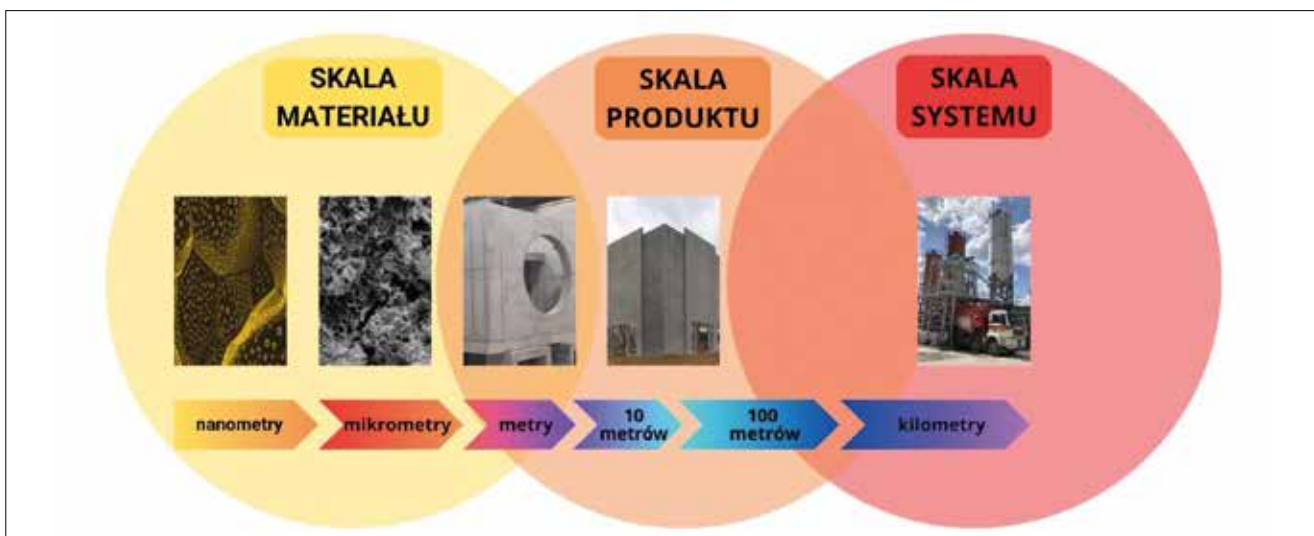 SKALA
MATERIAŁU
SKALA
PRODUKTU
SKALA
SYSTEMU
nanometry
mikrometry
metry
10
metrów
100
metrów
kilometry